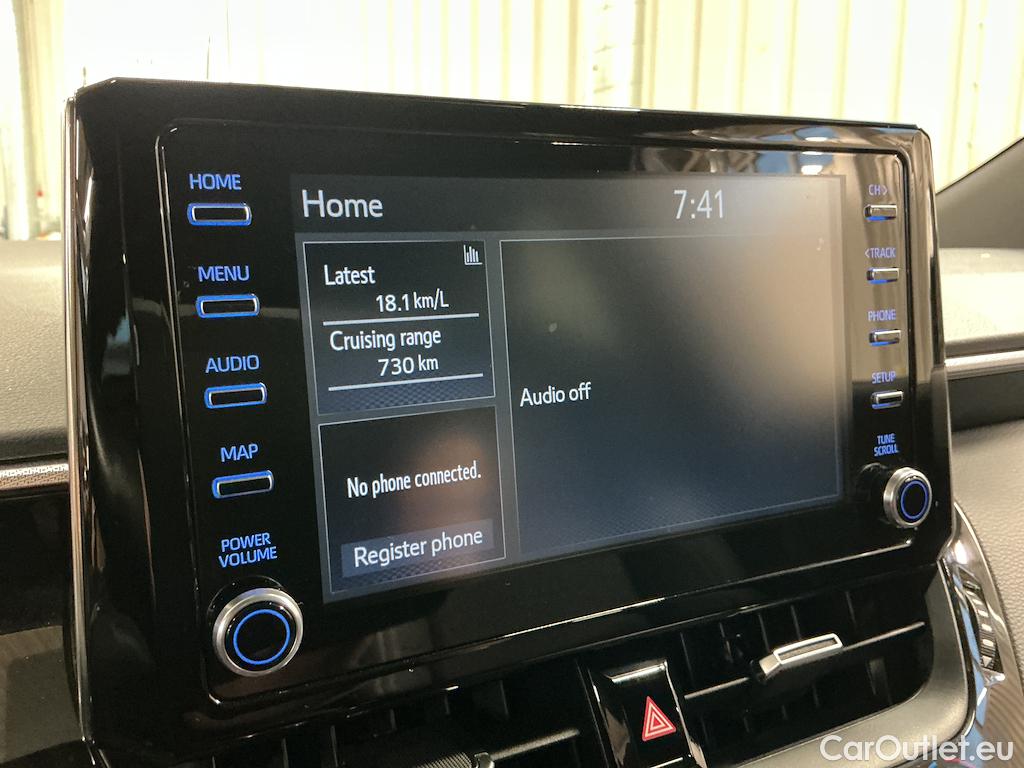 HOME
MENU
AUDIO
MAP
POWER
VOLUME
Home
7:41
Latest
18.1 km/L
Cruising range
730 km
No phone connected.
Register phone
Audio off
CH>
<TRACK
PHONE
SETUP
TUNE
SCROLL
CarOutlet.eu